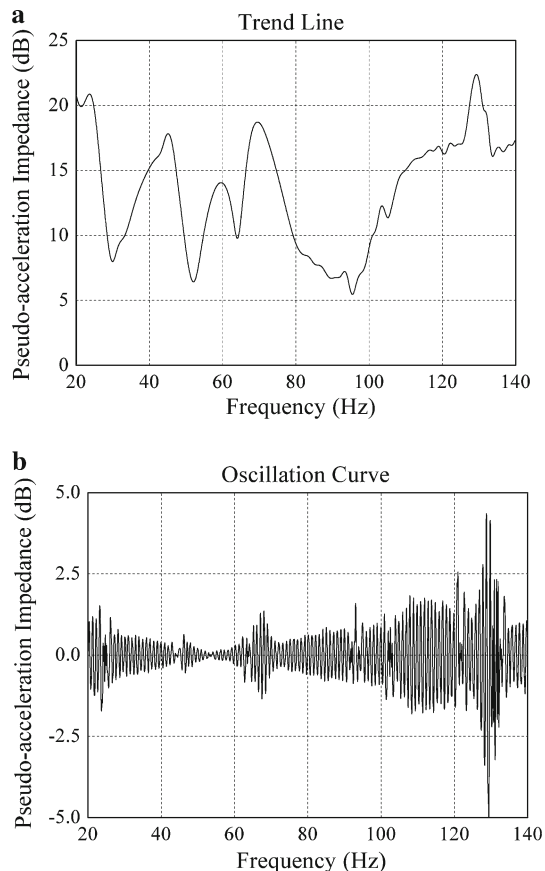 a
Trend Line
Pseudo-acceleration Impedance (dB)
25
20
15
10
5
0
20 40 60 80 100 120 140
Frequency (Hz)
b
Oscillation Curve
Pseudo-acceleration Impedance (dB)
5.0
2.5
0.0
-2.5
-5.0
20 40 60 80 100 120 140
Frequency (Hz)